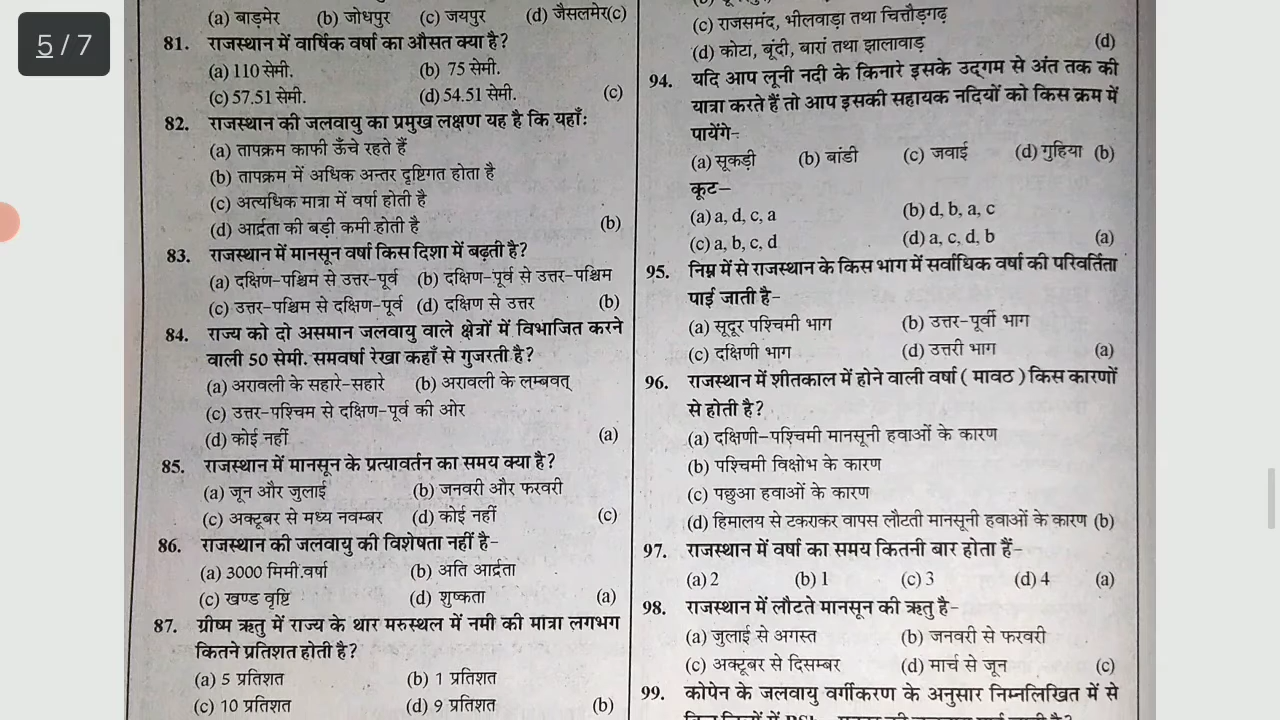 5 / 7
(a) बाड़मेर (b) जोधपुर (c) जयपुर (d) जैसलमेर(c)
81. राजस्थान में वार्षिक वर्षा का औसत क्या है?
(a) 110 सेमी. (b) 75 सेमी.
(c) 57.51 सेमी. (d) 54.51 सेमी. (c)
82. राजस्थान की जलवायु का प्रमुख लक्षण यह है कि यहाँ:
(a) तापक्रम काफी ऊँचे रहते हैं
(b) तापक्रम में अधिक अन्तर दृष्टिगत होता है
(c) अत्यधिक मात्रा में वर्षा होती है
(d) आर्द्रता की बड़ी कमी होती है (b)
83. राजस्थान में मानसून वर्षा किस दिशा में बढ़ती है?
(a) दक्षिण-पश्चिम से उत्तर-पूर्व (b) दक्षिण-पूर्व से उत्तर-पश्चिम
(c) उत्तर-पश्चिम से दक्षिण-पूर्व (d) दक्षिण से उत्तर (b)
84. राज्य को दो असमान जलवायु वाले क्षेत्रों में विभाजित करने
वाली 50 सेमी. समवर्षा रेखा कहाँ से गुजरती है?
(a) अरावली के सहारे-सहारे (b) अरावली के लम्बवत्
(c) उत्तर-पश्चिम से दक्षिण-पूर्व की ओर
(d) कोई नहीं (a)
85. राजस्थान में मानसून के प्रत्यावर्तन का समय क्या है?
(a) जून और जुलाई (b) जनवरी और फरवरी
(c) अक्टूबर से मध्य नवम्बर (d) कोई नहीं (c)
86. राजस्थान की जलवायु की विशेषता नहीं है-
(a) 3000 मिमी.वर्षा (b) अति आर्द्रता
(c) खण्ड वृष्टि (d) शुष्कता (a)
87. ग्रीष्म ऋतु में राज्य के थार मरुस्थल में नमी की मात्रा लगभग
कितने प्रतिशत होती है?
(a) 5 प्रतिशत (b) 1 प्रतिशत
(c) 10 प्रतिशत (d) 9 प्रतिशत (b)
(c) राजसमंद, भीलवाड़ा तथा चित्तौड़गढ़
(d) कोटा, बूंदी, बारां तथा झालावाड़ (d)
94. यदि आप लूनी नदी के किनारे इसके उद्‌गम से अंत तक की
यात्रा करते हैं तो आप इसकी सहायक नदियों को किस क्रम में
पायेंगे-
(a) सूकड़ी (b) बांडी (c) जवाई (d) गुहिया (b)
कूट—
(a) a, d, c, a (b) d, b, a, c
(c) a, b, c, d (d) a, c, d, b (a)
95. निम्न में से राजस्थान के किस भाग में सर्वाधिक वर्षा की परिवर्तिता
पाई जाती है-
(a) सूदूर पश्चिमी भाग (b) उत्तर-पूर्वी भाग
(c) दक्षिणी भाग (d) उत्तरी भाग (a)
96. राजस्थान में शीतकाल में होने वाली वर्षा ( मावठ ) किस कारणों
से होती है?
(a) दक्षिणी-पश्चिमी मानसूनी हवाओं के कारण
(b) पश्चिमी विक्षोभ के कारण
(c) पछुआ हवाओं के कारण
(d) हिमालय से टकराकर वापस लौटती मानसूनी हवाओं के कारण (b)
97. राजस्थान में वर्षा का समय कितनी बार होता हैं-
(a) 2 (b) 1 (c) 3 (d) 4 (a)
98. राजस्थान में लौटते मानसून की ऋतु है-
(a) जुलाई से अगस्त (b) जनवरी से फरवरी
(c) अक्टूबर से दिसम्बर (d) मार्च से जून (c)
99. कोपेन के जलवायु वर्गीकरण के अनुसार निम्नलिखित में से